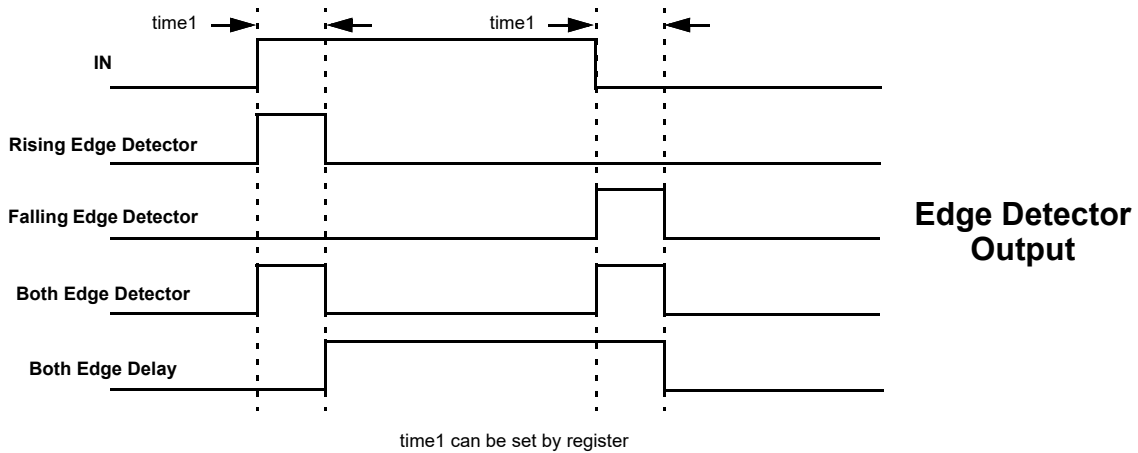 time1
time1
IN
Rising Edge Detector
Falling Edge Detector
Edge Detector
Output
Both Edge Detector
Both Edge Delay
time1 can be set by register